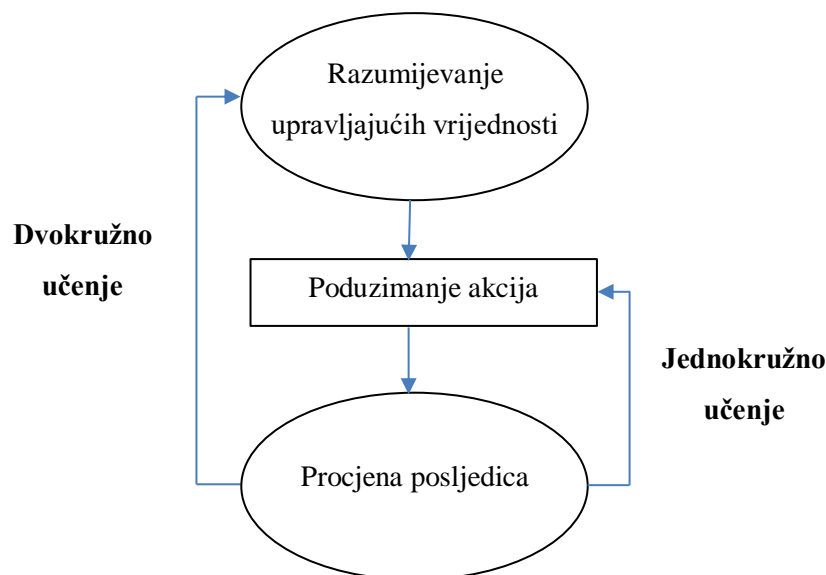 Razumijevanje
upravljajućih vrijednosti
Dvokružno
učenje
Poduzimanje akcija
Jednokružno
učenje
Procjena posljedica